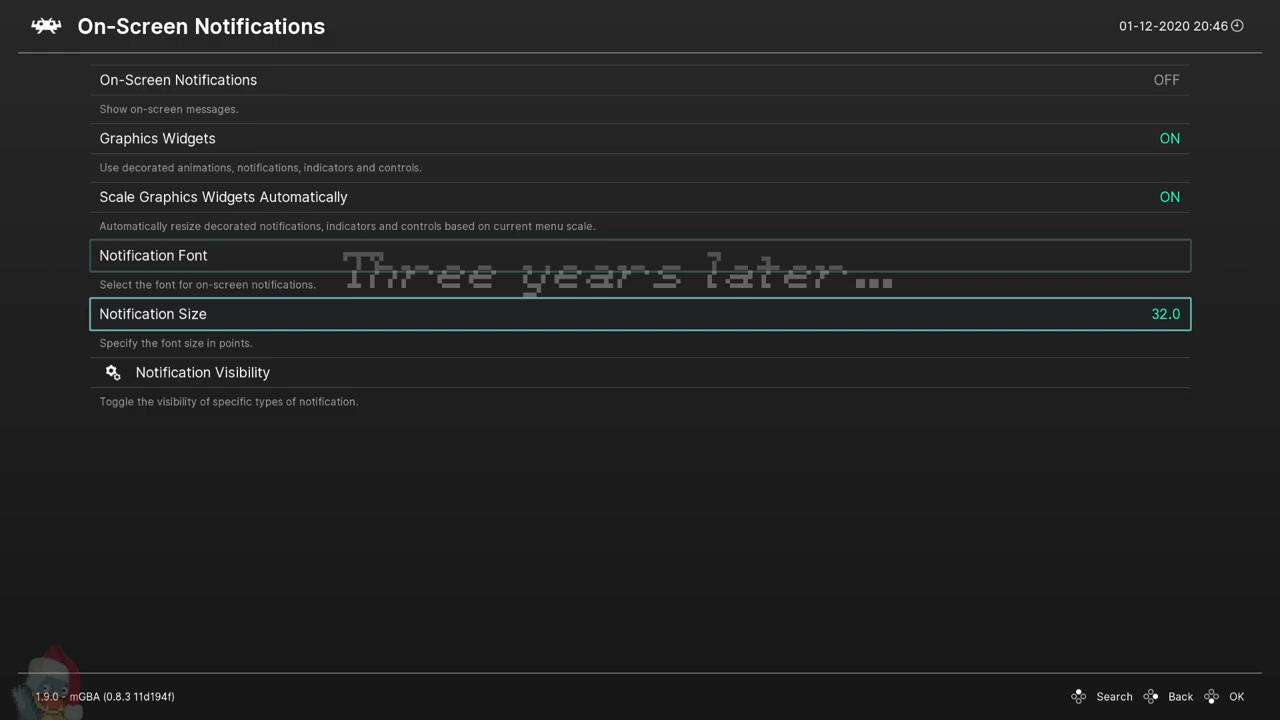 On-Screen Notifications
01-12-2020 20:46
On-Screen Notifications OFF
Show on-screen messages.
Graphics Widgets ON
Use decorated animations, notifications, indicators and controls.
Scale Graphics Widgets Automatically ON
Automatically resize decorated notifications, indicators and controls based on current menu scale.
Notification Font
Three years later...
Select the font for on-screen notifications.
Notification Size 32.0
Specify the font size in points.
Notification Visibility
Toggle the visibility of specific types of notification.
1.9.0 - mGBA (0.8.3 11d194f)
Search Back OK